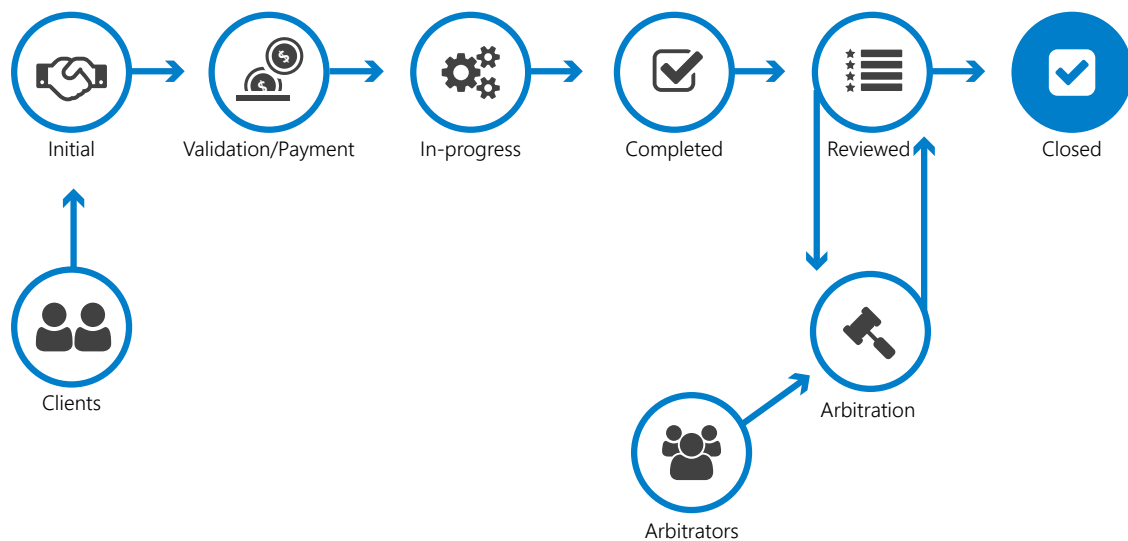 Initial
Validation/Payment
In-progress
Completed
Reviewed
Closed
Clients
Arbitration
Arbitrators